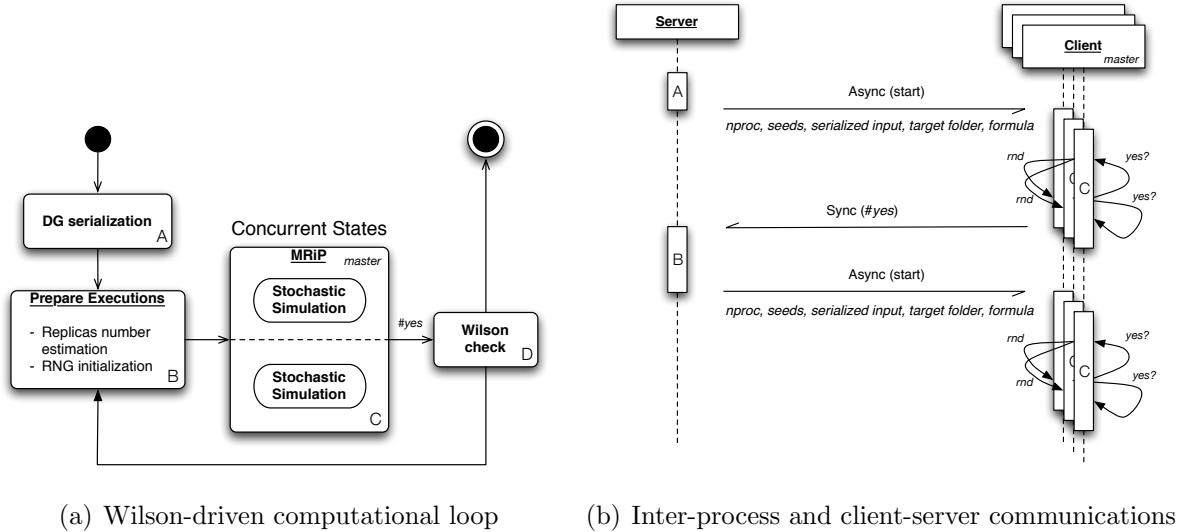 DG serialization
A
Prepare Executions
- Replicas number
estimation
- RNG initialization
B
Concurrent States
MRiP
master
Stochastic
Simulation
Stochastic
Simulation
C
#yes
Wilson
check
D
(a) Wilson-driven computational loop
Server
Client
master
A
Async (start)
nproc, seeds, serialized input, target folder, formula
rnd
rnd
C
yes?
yes?
Sync (#yes)
B
Async (start)
nproc, seeds, serialized input, target folder, formula
rnd
rnd
C
yes?
yes?
(b) Inter-process and client-server communications